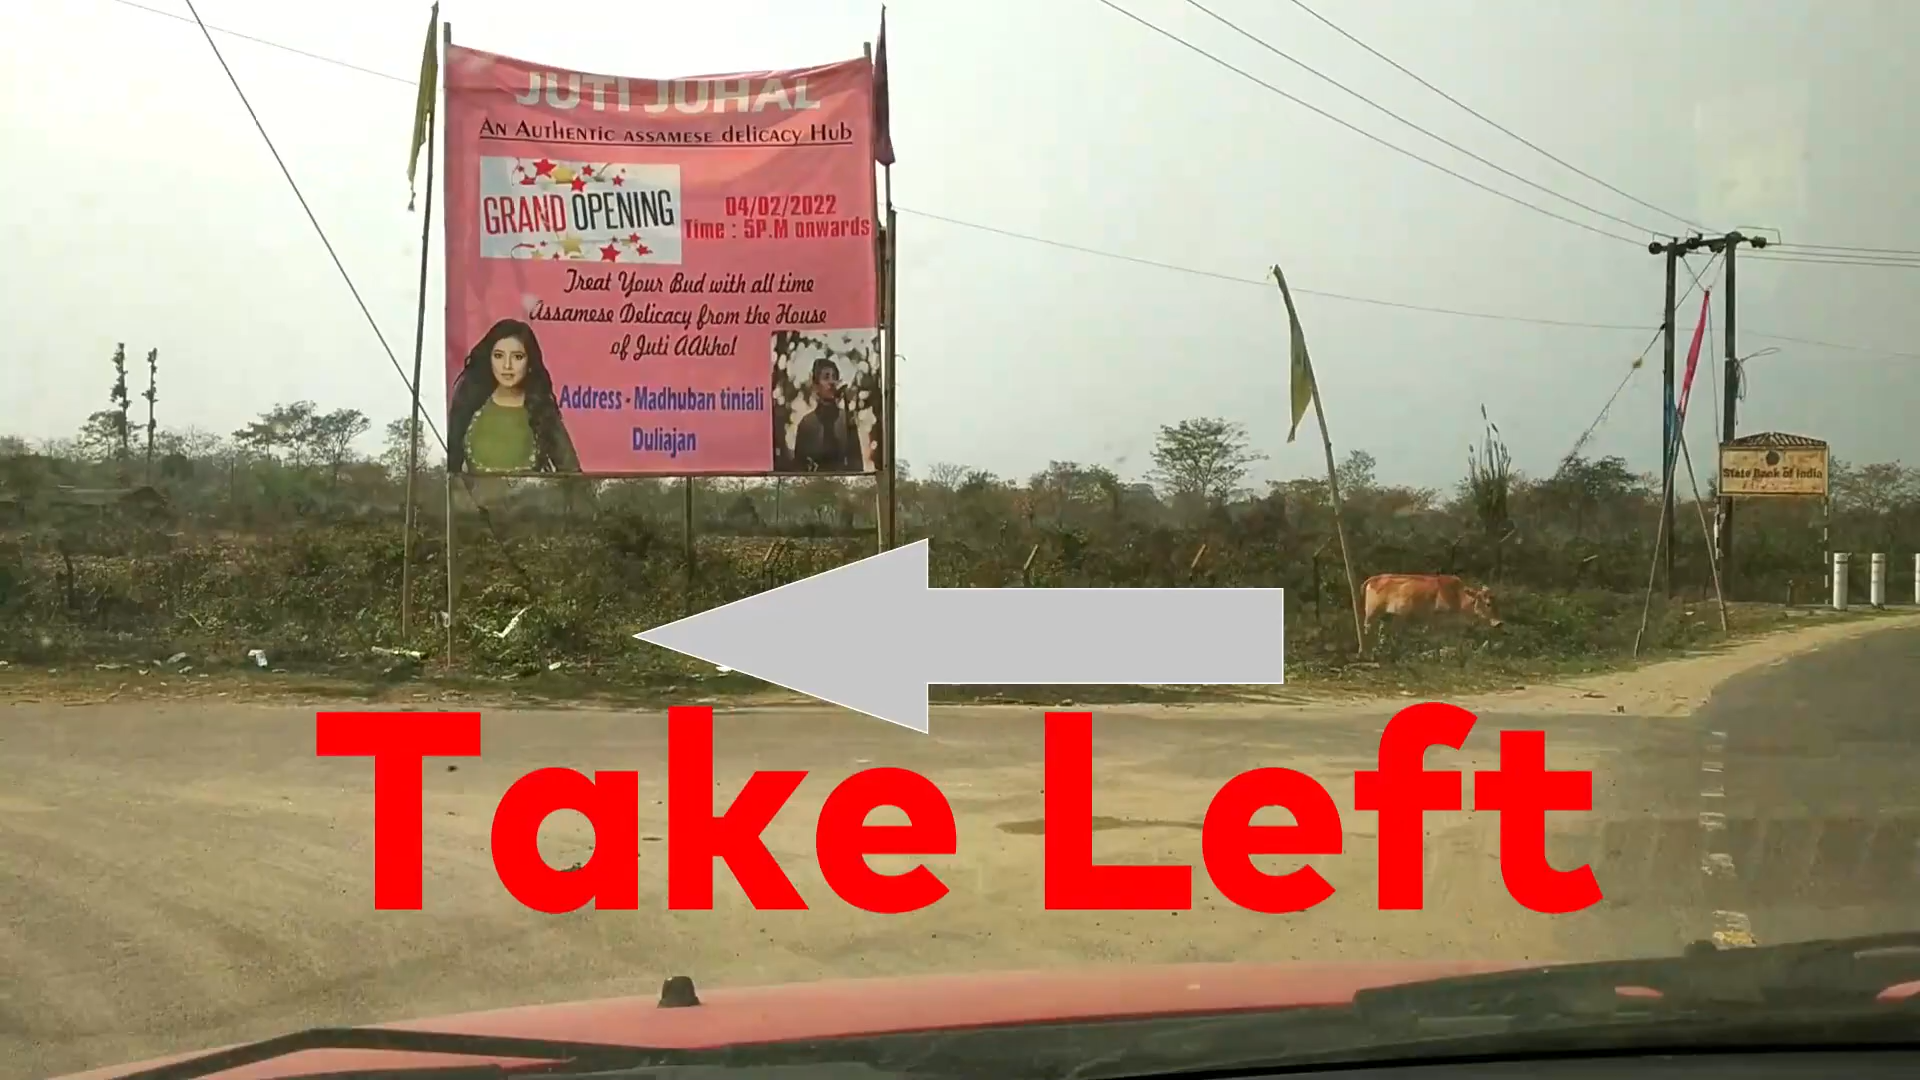 JUTI JUHAL
AN AUTHENTIC ASSAMESE delicacy Hub
GRAND OPENING
04/02/2022
Time : 5P.M onwards
Treat Your Bud with all time
Assamese Delicacy from the House
of Juti AAkhol
Address - Madhuban tiniali
Duliajan
State Bank of India
Take Left